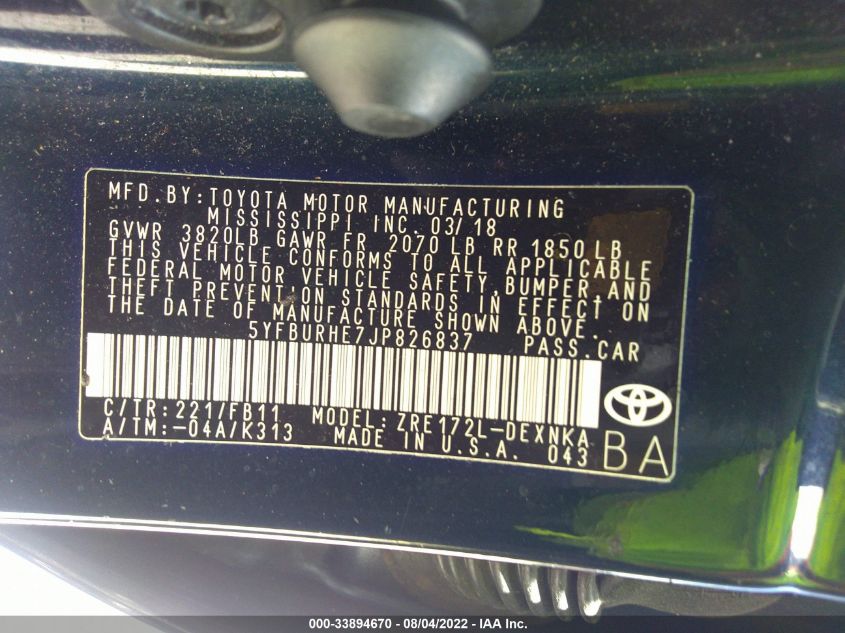 MFD.BY:TOYOTA MOTOR MANUFACTURING
MISSISSIPPI INC. 03/18
GVWR 3820LB GAWR FR 2070 LB RR 1850 LB
THIS VEHICLE CONFORMS TO ALL APPLICABLE
FEDERAL MOTOR VEHICLE SAFETY,BUMPER,AND
THEFT PREVENTION STANDARDS IN EFFECT ON
THE DATE OF MANUFACTURE SHOWN ABOVE.
5YFBURHE7JP826837 PASS.CAR
C/TR:221/FB11 MODEL:ZRE172L-DEXNKA
A/TM:-04A/K313 MADE IN U.S.A. 043
BA
000-33894670 - 08/04/2022 - IAA Inc.